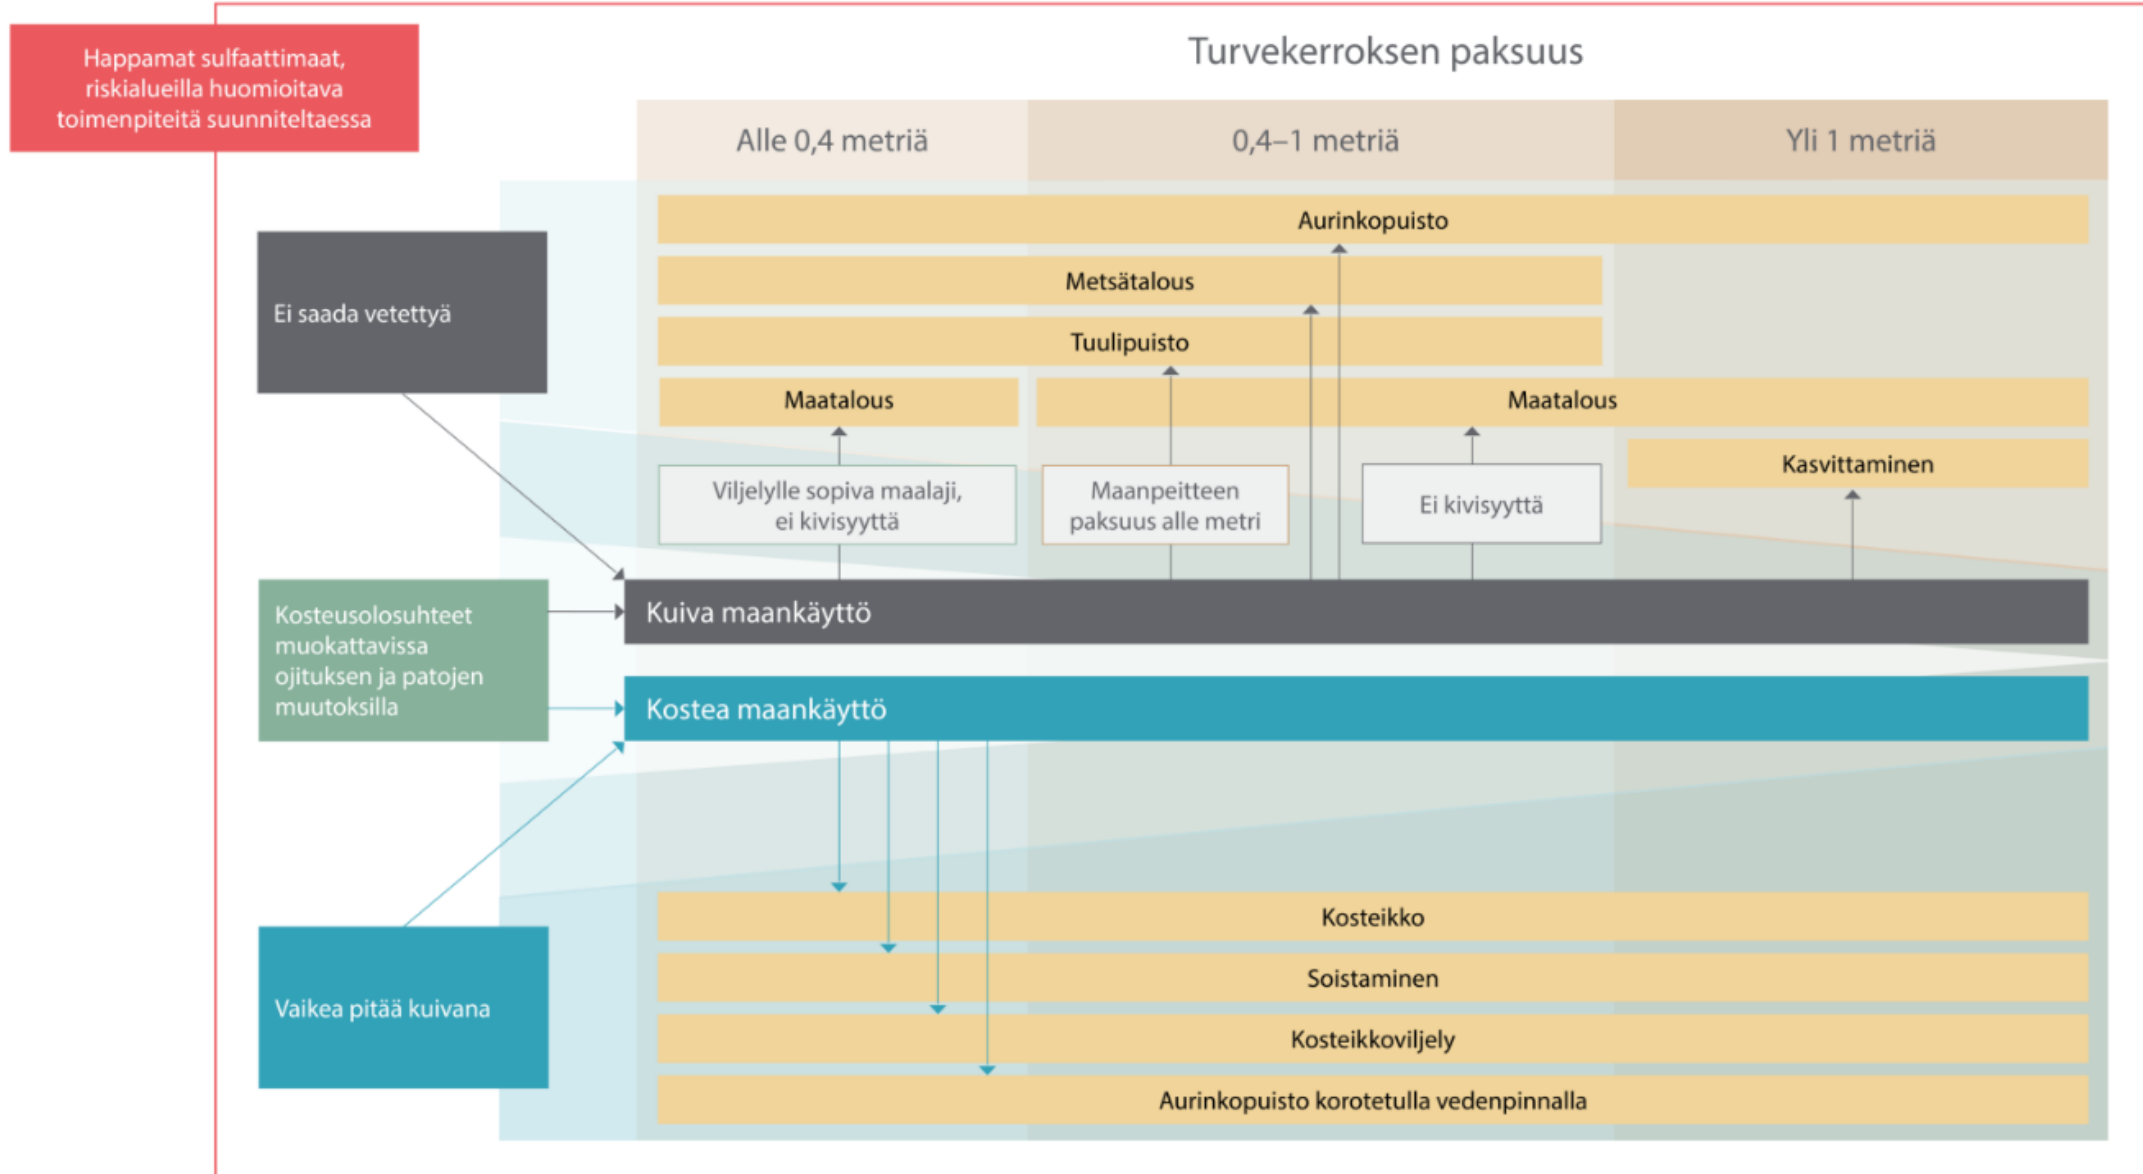 Happamat sulfaattimaat,
riskialueilla huomioitava
toimenpiteitä suunniteltaessa
Turvekerroksen paksuus
Alle 0,4 metriä
0,4–1 metriä
Yli 1 metriä
Aurinkopuisto
Metsätalous
Ei saada vetettyä
Tuulipuisto
Maatalous
Maatalous
Kasvittaminen
Viljelylle sopiva maalaji,
ei kivisyyttä
Maanpeitteen
paksuus alle metri
Ei kivisyyttä
Kosteusolosuhteet
muokattavissa
ojituksen ja patojen
muutoksilla
Kuiva maankäyttö
Kostea maankäyttö
Vaikea pitää kuivana
Kosteikko
Soistaminen
Kosteikkoviljely
Aurinkopuisto korotetulla vedenpinnalla